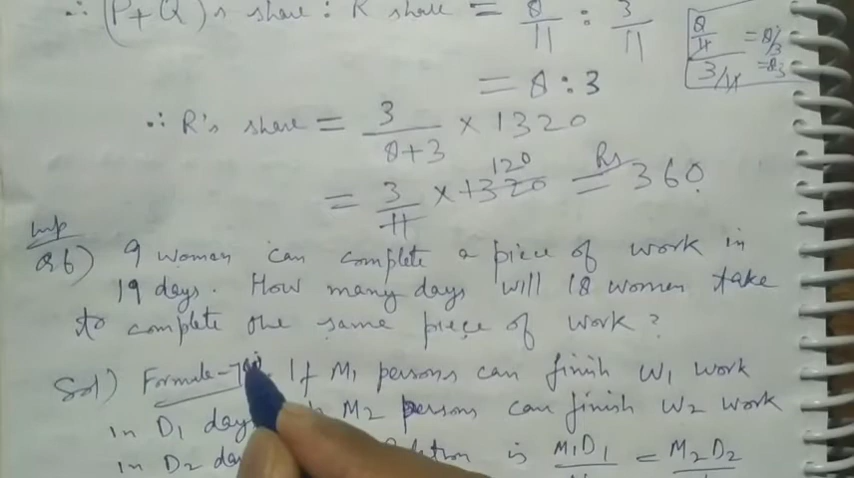 ∴ (P+Q)'s share : R share = 8/11 : 3/11
8/11 / 3/11 = 8/3 = 8:3
= 8 : 3
∴ R's share = 3/(8+3) × 1320
= 3/11 × 1320 120 = Rs 360.
Imp
Q6) 9 women can complete a piece of work in
19 days. How many days will 18 women take
to complete the same piece of work?
Sol) Formula- If M1 persons can finish W1 work
in D1 days M2 persons can finish W2 work
in D2 is M1D1 = M2D2